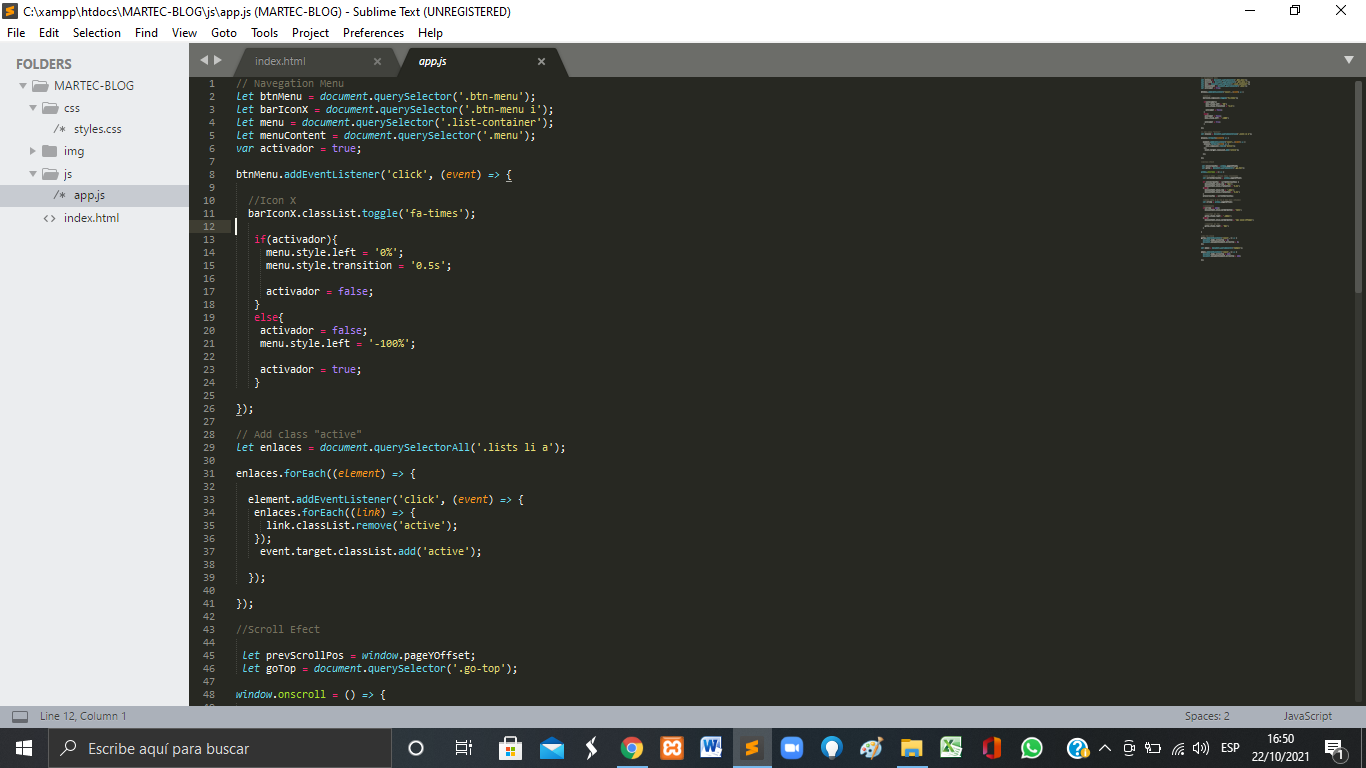 C:\xampp\htdocs\MARTEC-BLOG\js\app.js (MARTEC-BLOG) - Sublime Text (UNREGISTERED)
File Edit Selection Find View Goto Tools Project Preferences Help
FOLDERS
MARTEC-BLOG
css
/* styles.css
img
js
/* app.js
<> index.html
index.html
app.js
1 // Navegation Menu
2 let btnMenu = document.querySelector('.btn-menu');
3 let barIconX = document.querySelector('.btn-menu i');
4 let menu = document.querySelector('.list-container');
5 let menuContent = document.querySelector('.menu');
6 var activador = true;
7
8 btnMenu.addEventListener('click', (event) => {
9
10 //Icon X
11 barIconX.classList.toggle('fa-times');
12
13 if(activador){
14 menu.style.left = '0%';
15 menu.style.transition = '0.5s';
16
17 activador = false;
18 }
19 else{
20 activador = false;
21 menu.style.left = '-100%';
22
23 activador = true;
24 }
25
26 });
27
28 // Add class "active"
29 let enlaces = document.querySelectorAll('.lists li a');
30
31 enlaces.forEach((element) => {
32
33 element.addEventListener('click', (event) => {
34 enlaces.forEach((link) => {
35 link.classList.remove('active');
36 });
37 event.target.classList.add('active');
38
39 });
40
41 });
42
43 //Scroll Efect
44
45 let prevScrollPos = window.pageYOffset;
46 let goTop = document.querySelector('.go-top');
47
48 window.onscroll = () => {
Line 12, Column 1
Spaces: 2
JavaScript
Escribe aquí para buscar
ESP
16:50
22/10/2021
1